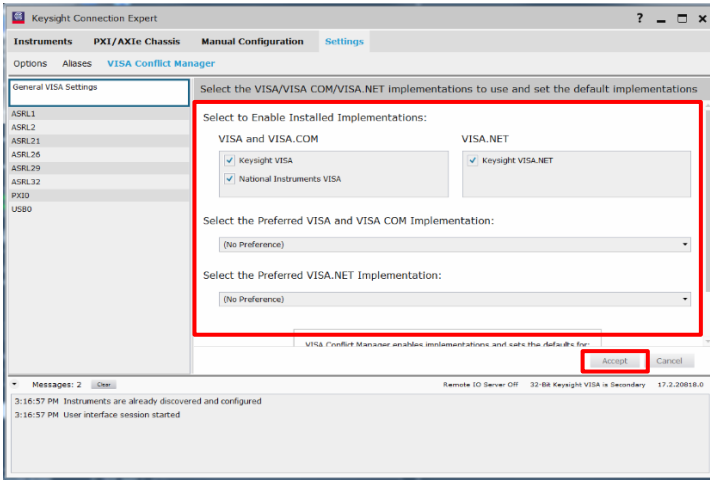 Keysight Connection Expert
?
Instruments PXI/AXIe Chassis Manual Configuration Settings
Options Aliases VISA Conflict Manager
General VISA Settings
Select the VISA/VISA COM/VISA.NET implementations to use and set the default implementations
ASRL1
ASRL2
ASRL21
ASRL26
ASRL29
ASRL32
PXI0
USB0
Select to Enable Installed Implementations:
VISA and VISA.COM VISA.NET
Keysight VISA Keysight VISA.NET
National Instruments VISA
Select the Preferred VISA and VISA COM Implementation:
(No Preference)
Select the Preferred VISA.NET Implementation:
(No Preference)
VISA Conflict Manager enables implementations and sets the defaults for:
Accept Cancel
Messages: 2 Clear Remote IO Server Off 32-Bit Keysight VISA is Secondary 17.2.20818.0
3:16:57 PM Instruments are already discovered and configured
3:16:57 PM User interface session started